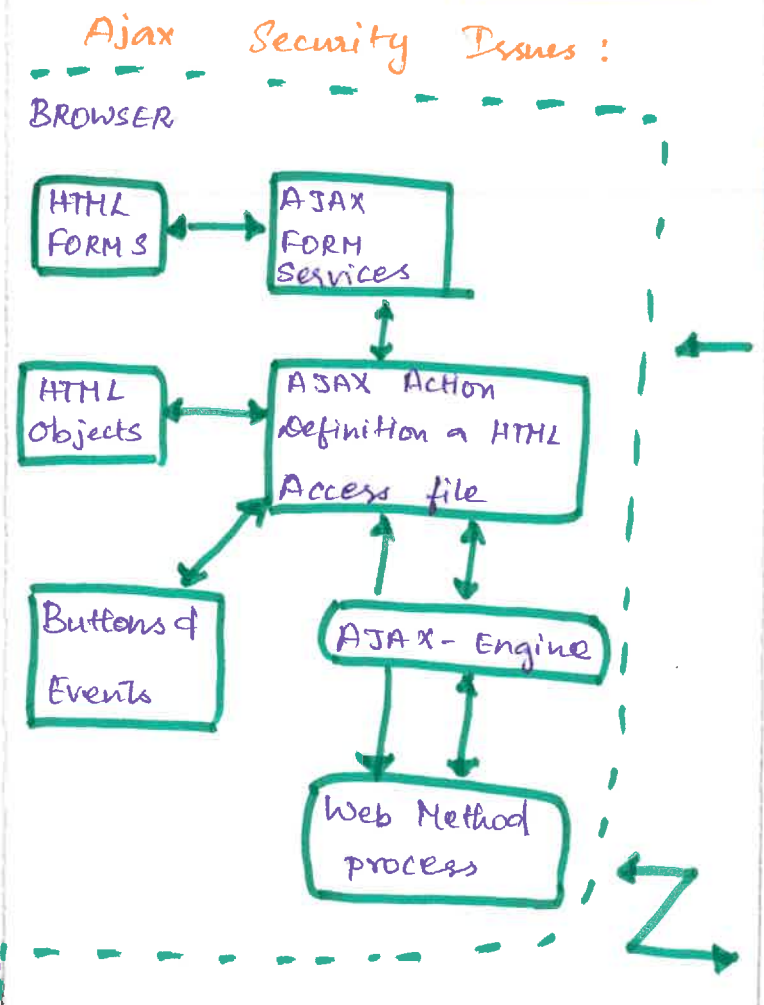 Ajax Security Issues :
BROWSER
HTML
FORMS
AJAX
FORM
Services
HTML
Objects
AJAX Action
Definition a HTML
Access file
Buttons &
Events
AJAX - Engine
Web Method
process